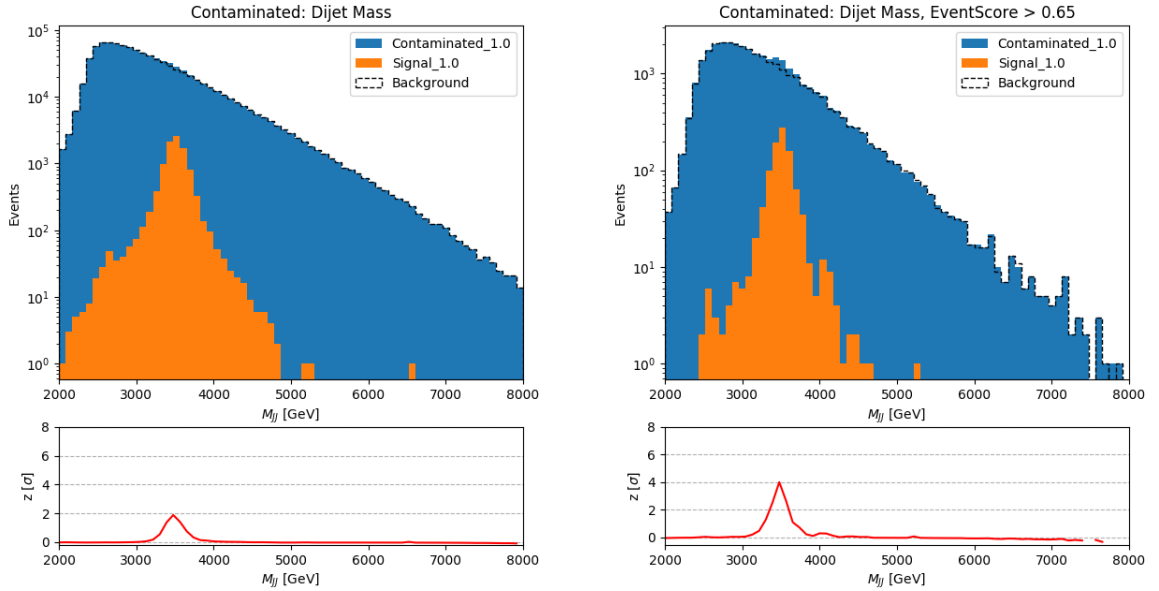 Contaminated: Dijet Mass
10^5
10^4
10^3
10^2
10^1
10^0
Events
Contaminated_1.0
Signal_1.0
Background
2000 3000 4000 5000 6000 7000 8000
M_JJ [GeV]
8
6
4
2
0
z [σ]
2000 3000 4000 5000 6000 7000 8000
M_JJ [GeV]
Contaminated: Dijet Mass, EventScore > 0.65
10^3
10^2
10^1
10^0
Events
Contaminated_1.0
Signal_1.0
Background
2000 3000 4000 5000 6000 7000 8000
M_JJ [GeV]
8
6
4
2
0
z [σ]
2000 3000 4000 5000 6000 7000 8000
M_JJ [GeV]